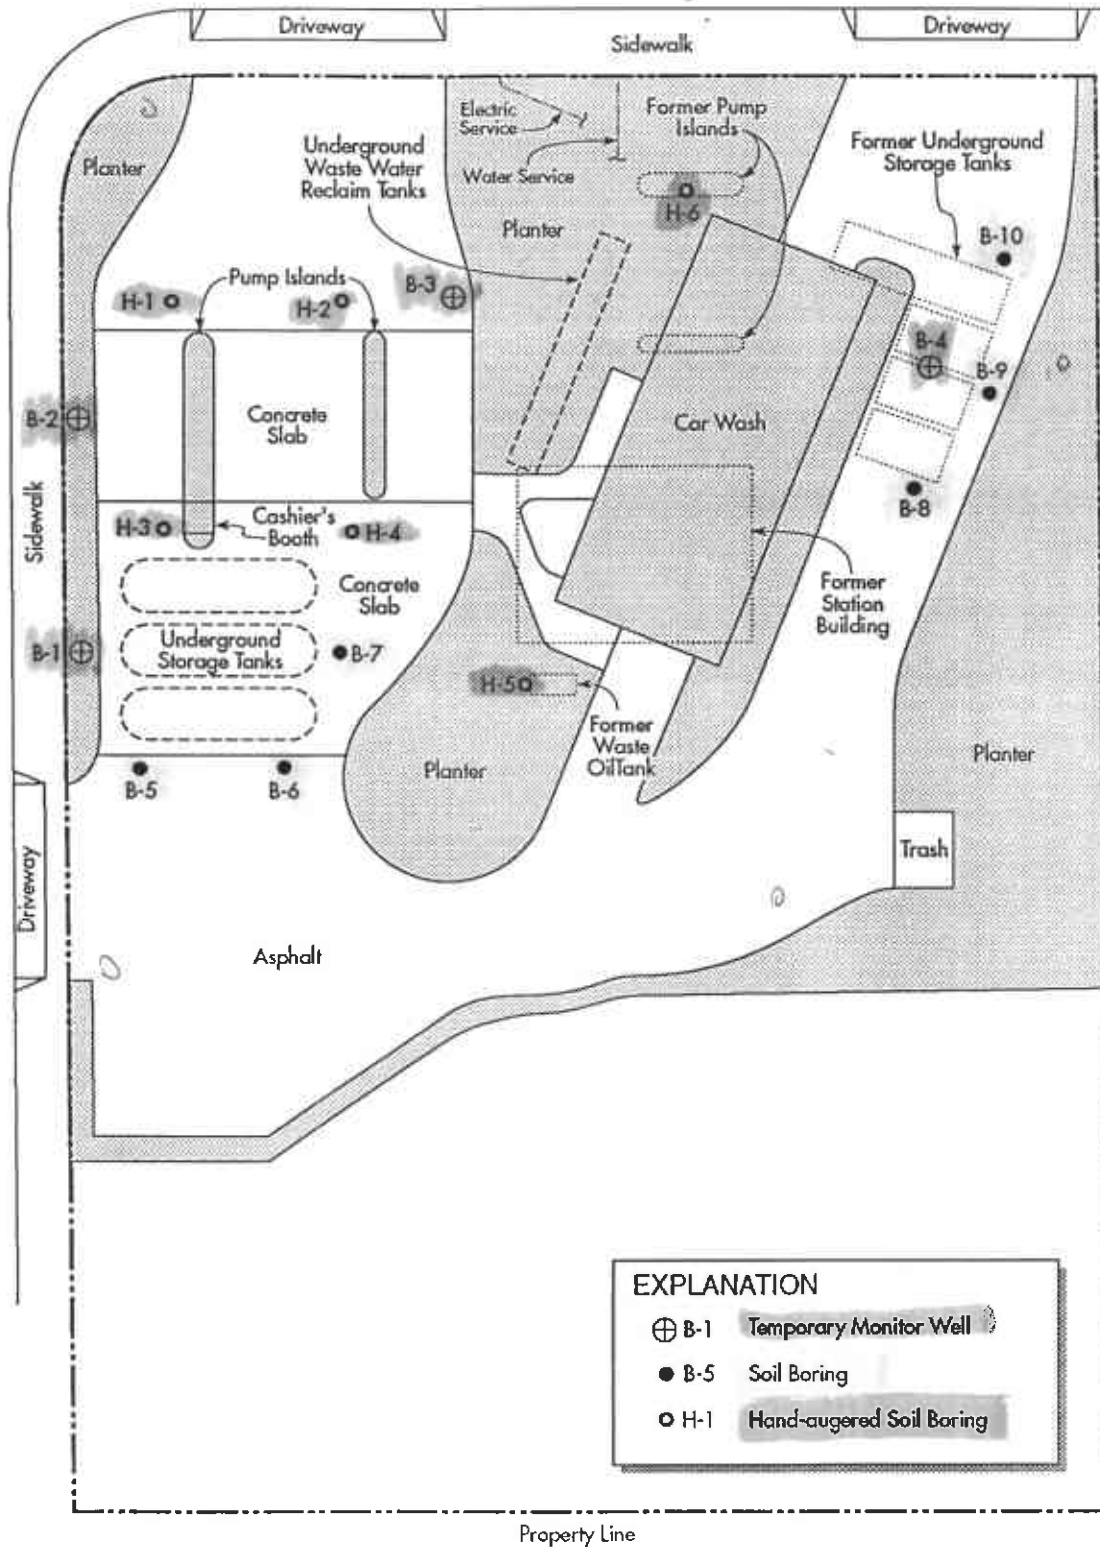 Driveway
Driveway
Sidewalk
Electric
Service
Former Pump
Islands
Underground
Waste Water
Reclaim Tanks
Former Underground
Storage Tanks
Planter
Water Service
H-6
Planter
B-10
Pump Islands
B-3
H-1
H-2
B-4
B-9
B-2
Concrete
Slab
Car Wash
B-8
Sidewalk
H-3
Cashier's
Booth
H-4
Concrete
Slab
Former
Station
Building
B-1
Underground
Storage Tanks
B-7
H-5
Former
Waste
OilTank
Planter
Planter
B-5
B-6
Driveway
Trash
Asphalt
EXPLANATION
B-1 Temporary Monitor Well
B-5 Soil Boring
H-1 Hand-augered Soil Boring
Property Line